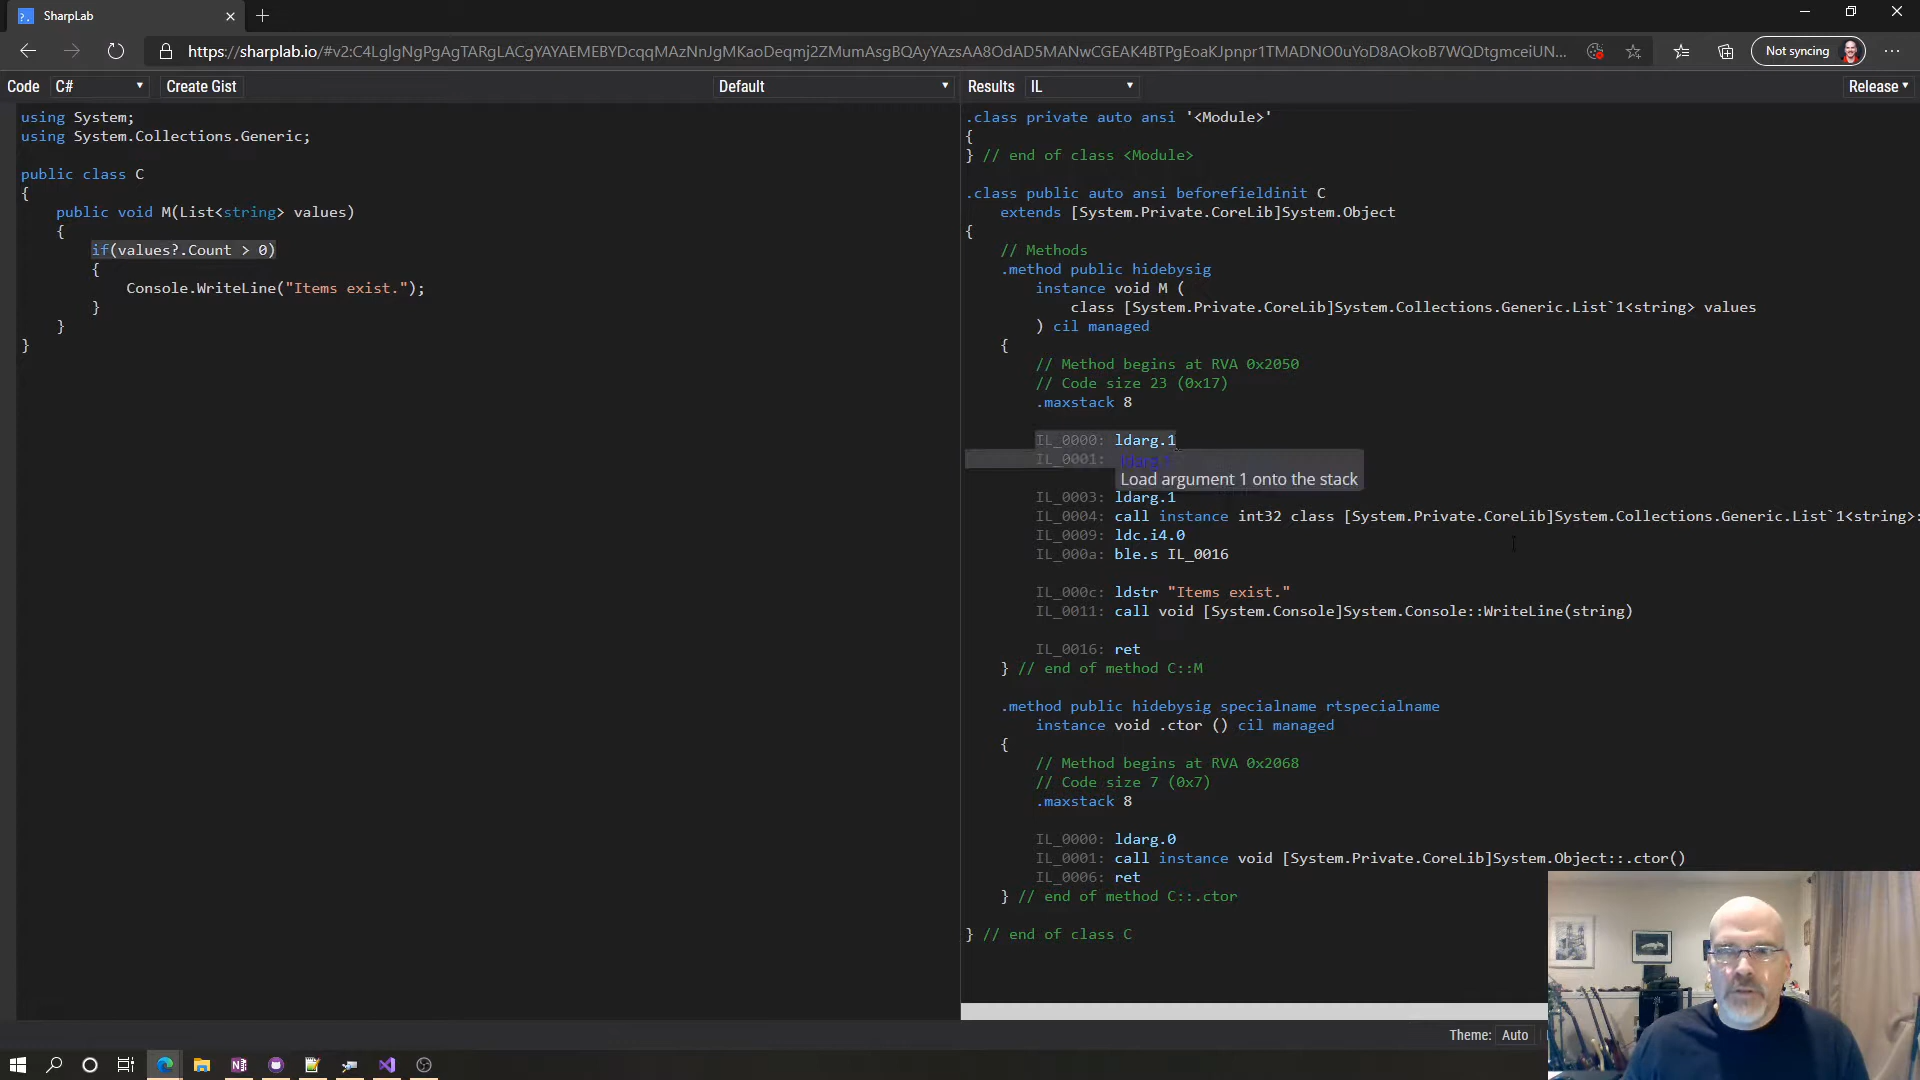 SharpLab
https://sharplab.io/#v2:C4LglgNgPgAgTARgLACgYAYAEMEBYDcqqMAzNnJgMKaoDeqmj2ZMumAsgBQAyYAzsAA8OdAD5MANwCGEAK4BTPgEoaKJpnpr1TMADNO0uYoD8AOkoB7WQDtgmceiUN...
Not syncing
Code C# Create Gist Default
using System;
using System.Collections.Generic;
public class C
{
public void M(List<string> values)
{
if(values?.Count > 0)
{
Console.WriteLine("Items exist.");
}
}
}
Results IL Release
.class private auto ansi '<Module>'
{
} // end of class <Module>
.class public auto ansi beforefieldinit C
extends [System.Private.CoreLib]System.Object
{
// Methods
.method public hidebysig
instance void M (
class [System.Private.CoreLib]System.Collections.Generic.List`1<string> values
) cil managed
{
// Method begins at RVA 0x2050
// Code size 23 (0x17)
.maxstack 8
IL_0000: ldarg.1
IL_0001:
Load argument 1 onto the stack
IL_0003: ldarg.1
IL_0004: call instance int32 class [System.Private.CoreLib]System.Collections.Generic.List`1<string>:
IL_0009: ldc.i4.0
IL_000a: ble.s IL_0016
IL_000c: ldstr "Items exist."
IL_0011: call void [System.Console]System.Console::WriteLine(string)
IL_0016: ret
} // end of method C::M
.method public hidebysig specialname rtspecialname
instance void .ctor () cil managed
{
// Method begins at RVA 0x2068
// Code size 7 (0x7)
.maxstack 8
IL_0000: ldarg.0
IL_0001: call instance void [System.Private.CoreLib]System.Object::.ctor()
IL_0006: ret
} // end of method C::.ctor
} // end of class C
Theme: Auto